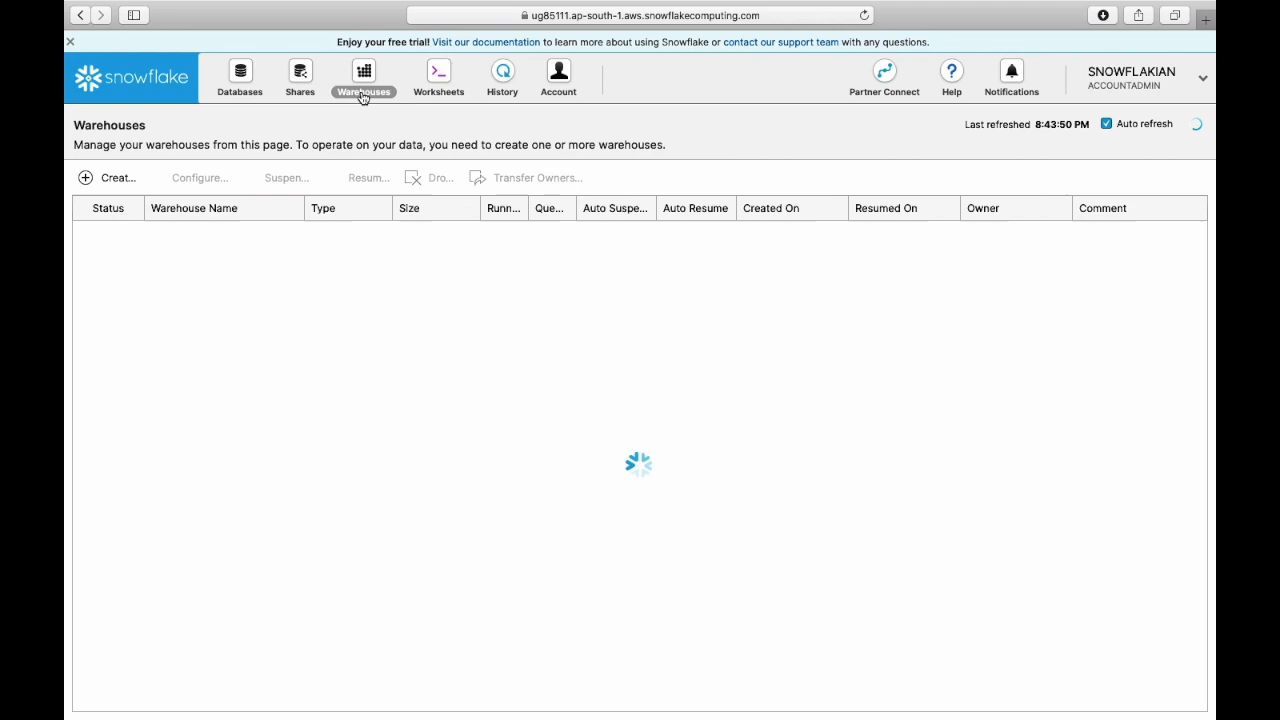 ug85111.ap-south-1.aws.snowflakecomputing.com
Enjoy your free trial! Visit our documentation to learn more about using Snowflake or contact our support team with any questions.
snowflake
Databases Shares Warehouses Worksheets History Account Partner Connect Help Notifications SNOWFLAKIAN
ACCOUNTADMIN
Warehouses
Last refreshed 8:43:50 PM Auto refresh
Manage your warehouses from this page. To operate on your data, you need to create one or more warehouses.
Creat... Configure... Suspen... Resum... Dro... Transfer Owners...
Status Warehouse Name Type Size Runn... Que... Auto Suspe... Auto Resume Created On Resumed On Owner Comment